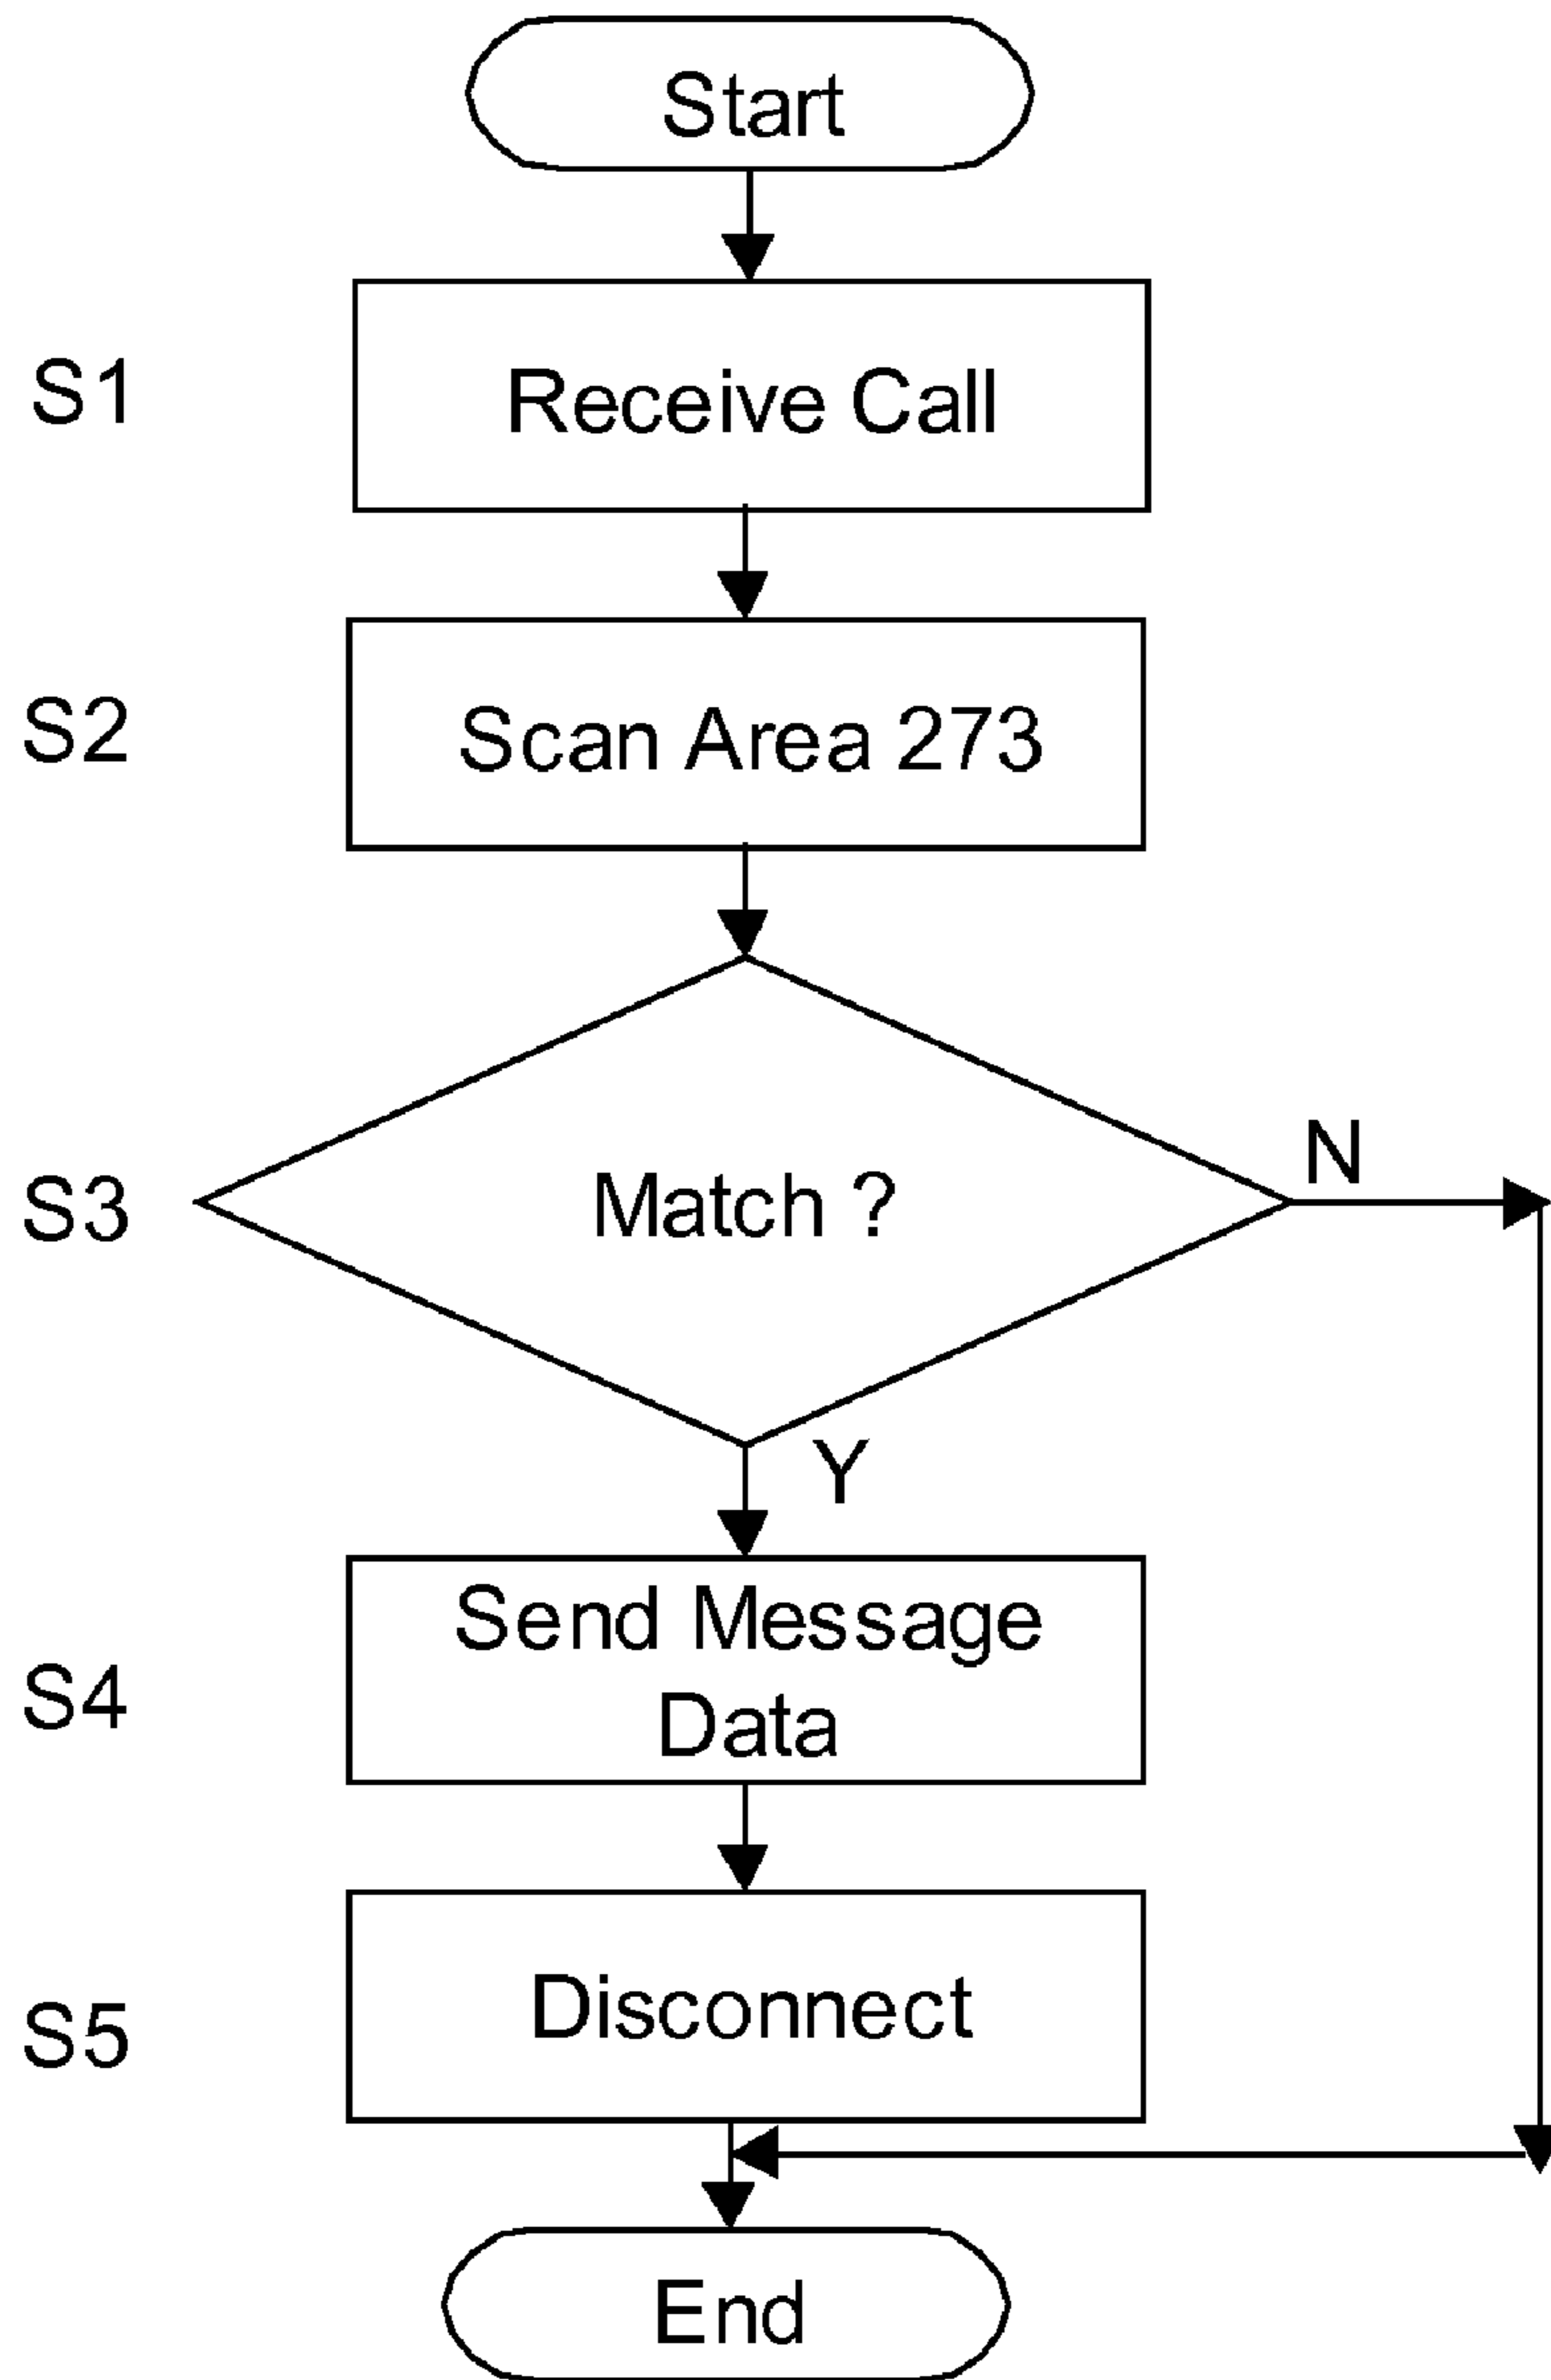 Start
S1
Receive Call
S2
Scan Area 273
S3
Match ?
N
Y
S4
Send Message
Data
S5
Disconnect
End